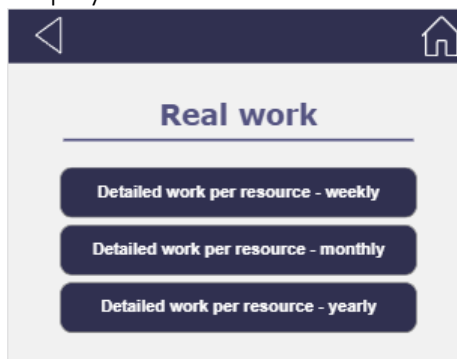 Real work
Detailed work per resource - weekly
Detailed work per resource - monthly
Detailed work per resource - yearly